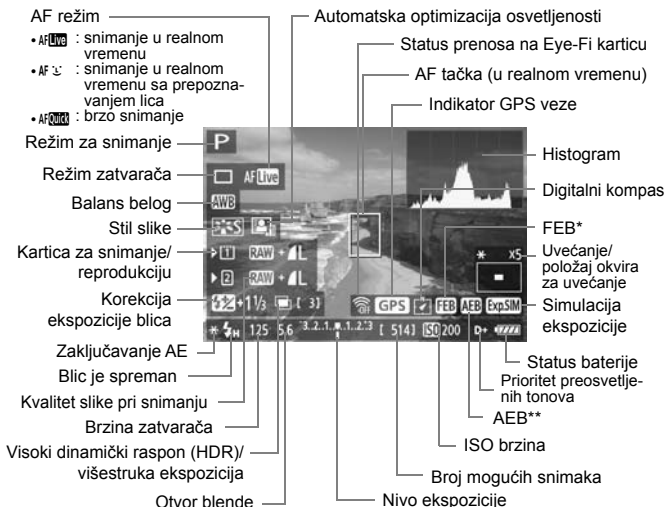 AF režim
• AF Live : snimanje u realnom
vremenu
• AF : snimanje u realnom
vremenu sa prepozna-
vanjem lica
• AF Quick : brzo snimanje
Režim za snimanje
Režim zatvarača
Balans belog
Stil slike
Kartica za snimanje/
reprodukciju
Korekcija
ekspozicije blica
Zaključavanje AE
Blic je spreman
Kvalitet slike pri snimanju
Brzina zatvarača
Visoki dinamički raspon (HDR)/
višestruka ekspozicija
Otvor blende
Automatska optimizacija osvetljenosti
Status prenosa na Eye-Fi karticu
AF tačka (u realnom vremenu)
Indikator GPS veze
Histogram
Digitalni kompas
FEB*
Uvećanje/
položaj okvira
za uvećanje
Simulacija
ekspozicije
Status baterije
Prioritet preosvetlje-
nih tonova
AEB**
ISO brzina
Broj mogućih snimaka
Nivo ekspozicije
P
AF Live
AWB
S
1 RAW + L
2 RAW + L
* x5
+1 1/3 [ 3]
OFF GPS FEB AEB Exp.SIM
* H 125 5.6 3..2..1..0..1..2..3 [ 514] ISO 200 D+